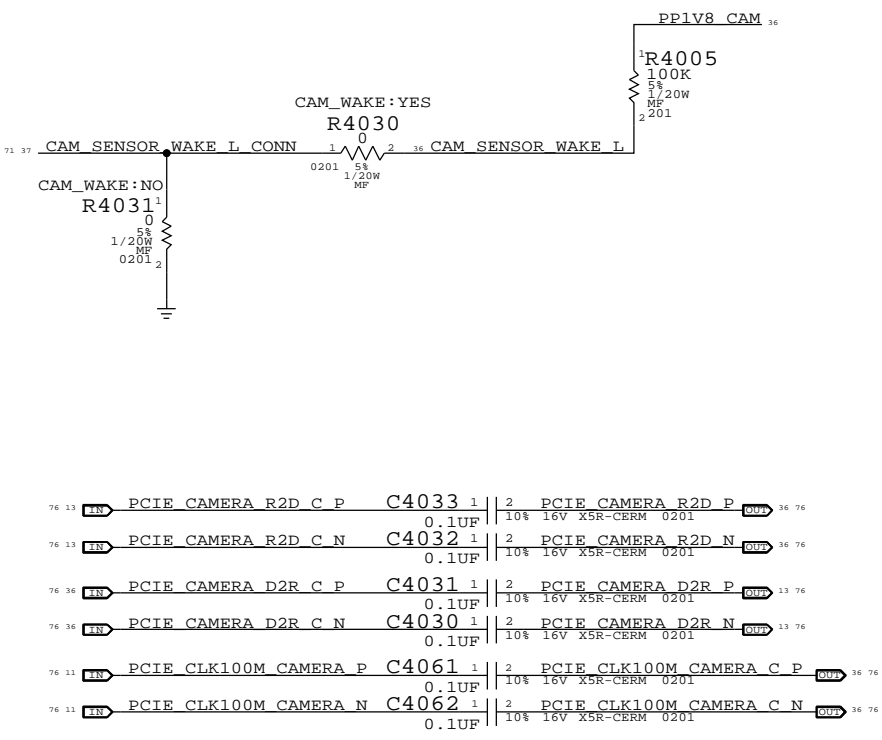 PP1V8_CAM 36
1 R4005
100K
5%
1/20W
MF
2 201
CAM_WAKE:YES
R4030
0
71 37 CAM_SENSOR_WAKE_L_CONN 1 2 36 CAM_SENSOR_WAKE_L
0201 5%
1/20W
MF
CAM_WAKE:NO
R4031 1
0
5%
1/20W
MF
0201 2
76 13 IN PCIE_CAMERA_R2D_C_P C4033 1 2 PCIE_CAMERA_R2D_P OUT 36 76
0.1UF 10% 16V X5R-CERM 0201
76 13 IN PCIE_CAMERA_R2D_C_N C4032 1 2 PCIE_CAMERA_R2D_N OUT 36 76
0.1UF 10% 16V X5R-CERM 0201
76 36 IN PCIE_CAMERA_D2R_C_P C4031 1 2 PCIE_CAMERA_D2R_P OUT 13 76
0.1UF 10% 16V X5R-CERM 0201
76 36 IN PCIE_CAMERA_D2R_C_N C4030 1 2 PCIE_CAMERA_D2R_N OUT 13 76
0.1UF 10% 16V X5R-CERM 0201
76 11 IN PCIE_CLK100M_CAMERA_P C4061 1 2 PCIE_CLK100M_CAMERA_C_P OUT 36 76
0.1UF 10% 16V X5R-CERM 0201
76 11 IN PCIE_CLK100M_CAMERA_N C4062 1 2 PCIE_CLK100M_CAMERA_C_N OUT 36 76
0.1UF 10% 16V X5R-CERM 0201